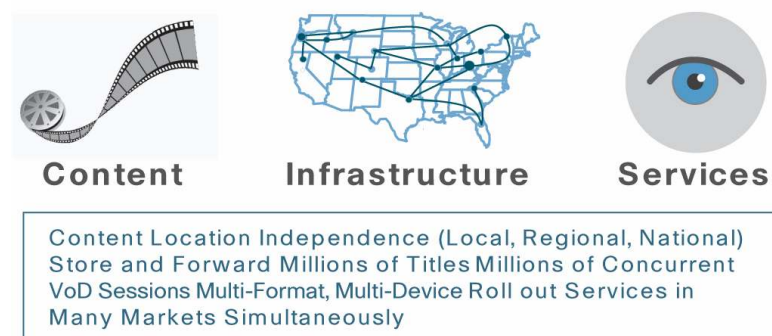 Content
Infrastructure
Services
Content Location Independence (Local, Regional, National)
Store and Forward Millions of Titles Millions of Concurrent
VoD Sessions Multi-Format, Multi-Device Roll out Services in
Many Markets Simultaneously